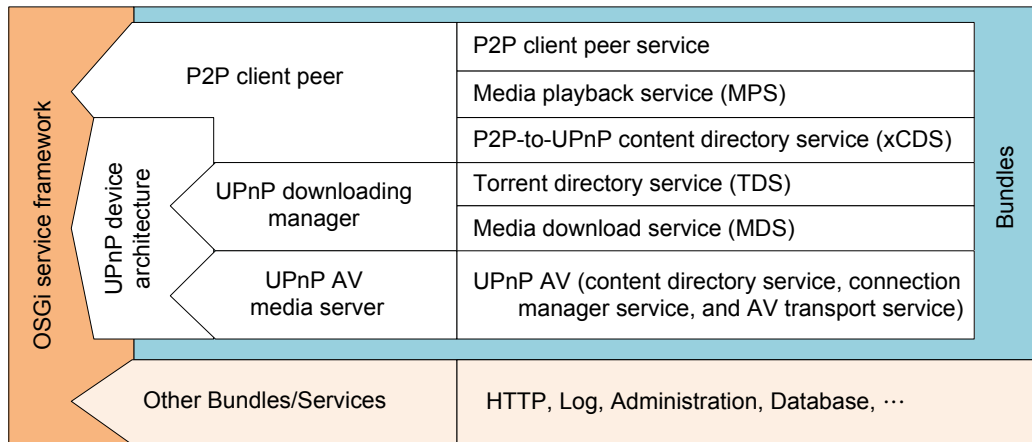 OSGi service framework
UPnP device
architecture
P2P client peer
P2P client peer service
Media playback service (MPS)
P2P-to-UPnP content directory service (xCDS)
UPnP downloading
manager
Torrent directory service (TDS)
Media download service (MDS)
UPnP AV
media server
UPnP AV (content directory service, connection
manager service, and AV transport service)
Bundles
Other Bundles/Services
HTTP, Log, Administration, Database, ⋯